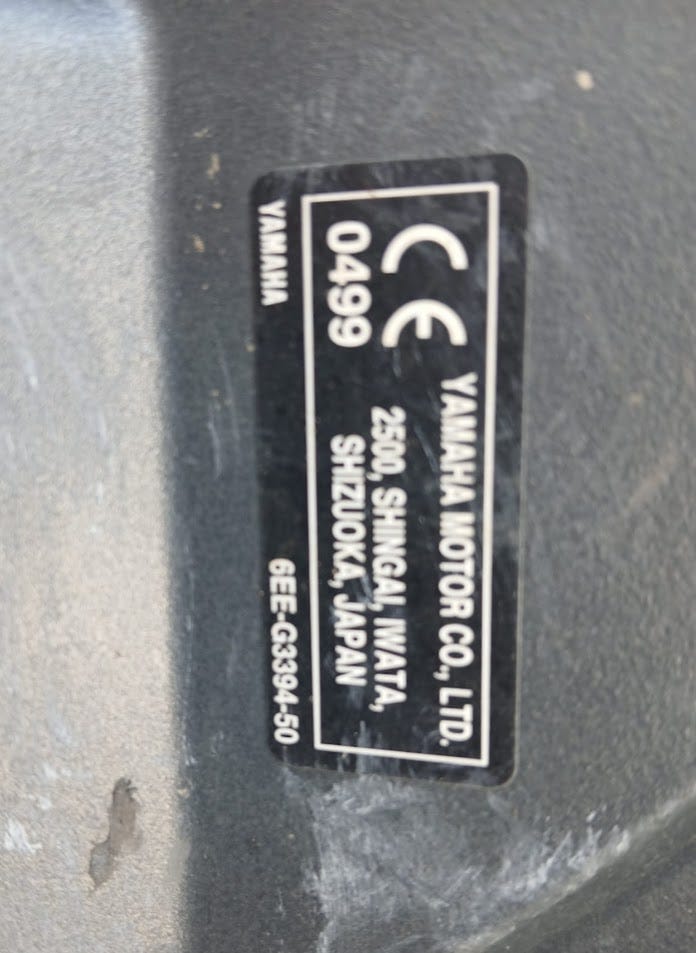 CE
0499
YAMAHA MOTOR CO., LTD.
2500, SHINGAI, IWATA,
SHIZUOKA, JAPAN
YAMAHA
6EE-G3394-50